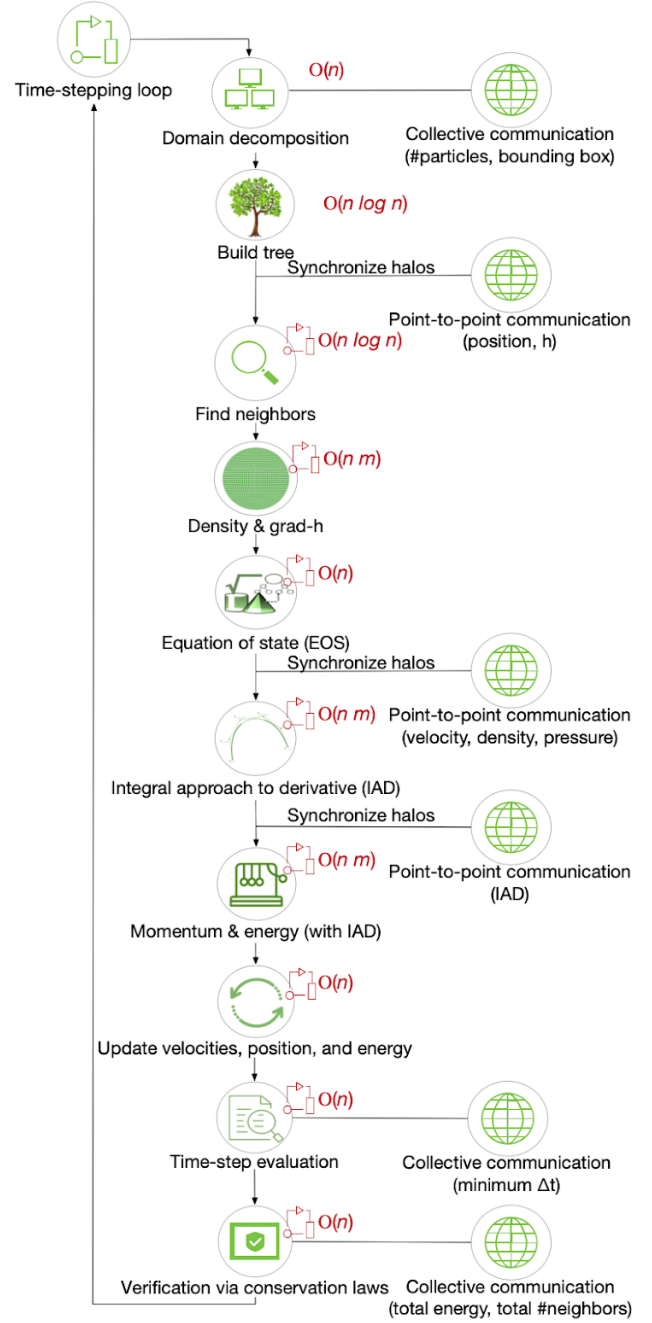 Time-stepping loop
O(n)
Domain decomposition
Collective communication
(#particles, bounding box)
O(n log n)
Build tree
Synchronize halos
Point-to-point communication
(position, h)
O(n log n)
Find neighbors
O(n m)
Density & grad-h
O(n)
Equation of state (EOS)
Synchronize halos
Point-to-point communication
(velocity, density, pressure)
O(n m)
Integral approach to derivative (IAD)
Synchronize halos
Point-to-point communication
(IAD)
O(n m)
Momentum & energy (with IAD)
O(n)
Update velocities, position, and energy
O(n)
Time-step evaluation
Collective communication
(minimum Δt)
O(n)
Verification via conservation laws
Collective communication
(total energy, total #neighbors)